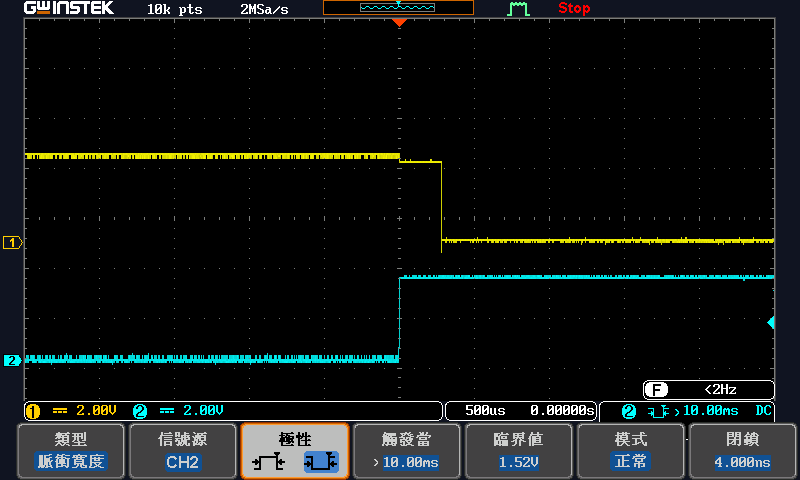 GWINSTEK 10k pts 2MSa/s Stop
1
2
F <2Hz
1 2.00V 2 2.00V 500us 0.00000s 2 >10.00ms DC
類型 信號源 極性 觸發當 臨界値 模式 閉鎖
脈衝寬度 CH2 >10.00ms 1.52V 正常 4.000ns